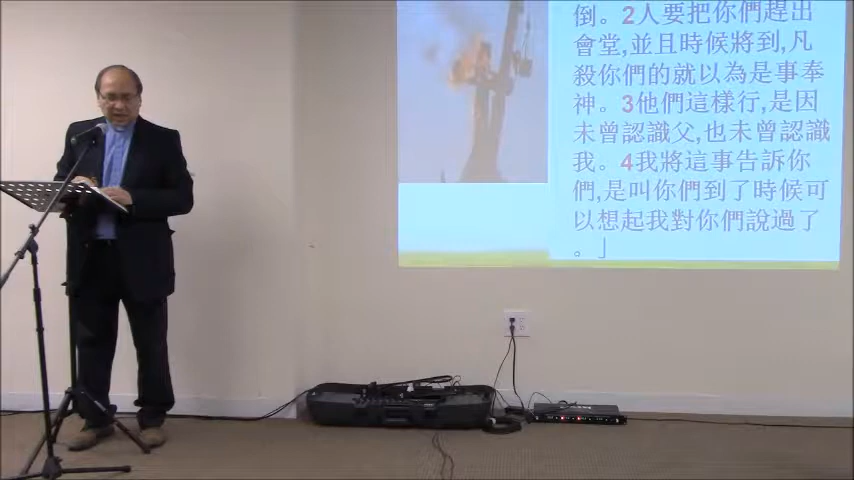 倒。2人要把你們趕出
會堂,並且時候將到,凡
殺你們的就以為是事奉
神。3他們這樣行,是因
未曾認識父,也未曾認識
我。4我將這事告訴你
們,是叫你們到了時候可
以想起我對你們說過了
。」